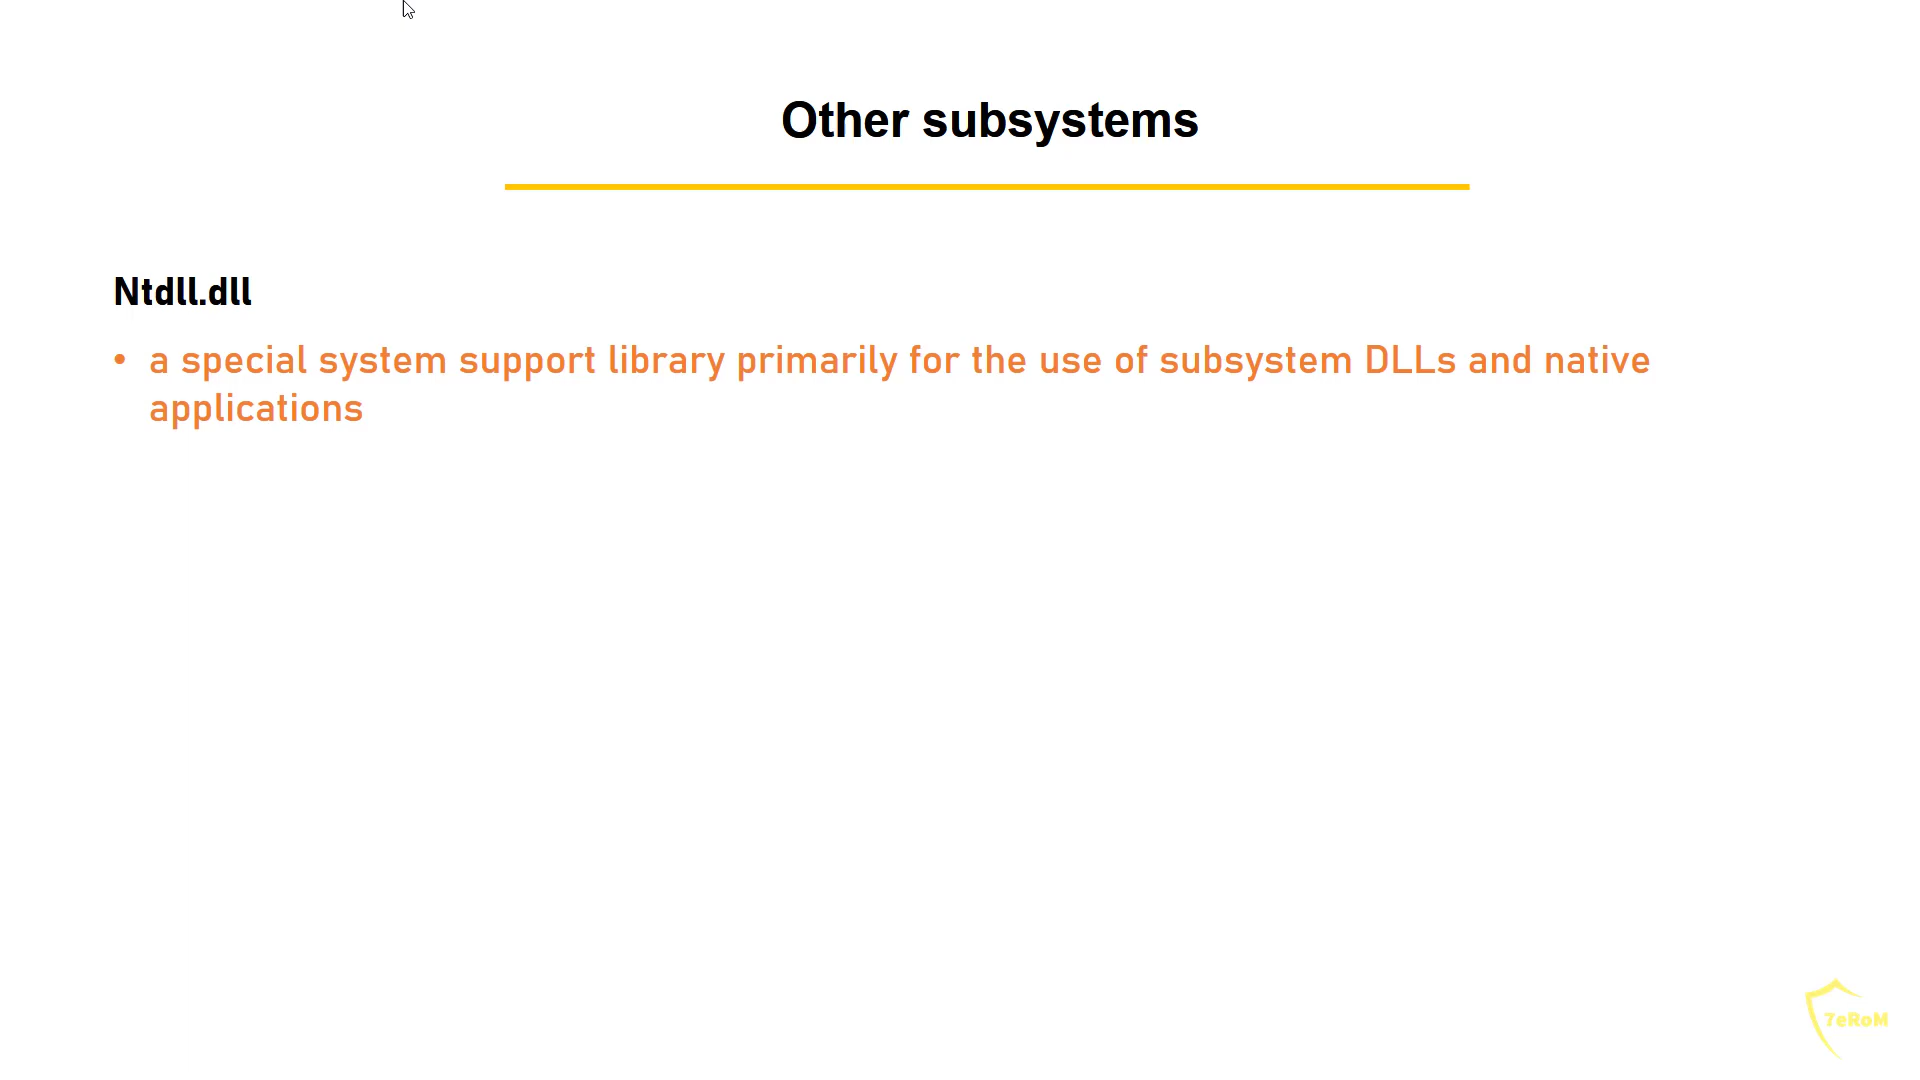 Other subsystems
Ntdll.dll
• a special system support library primarily for the use of subsystem DLLs and native
applications
7eRoM